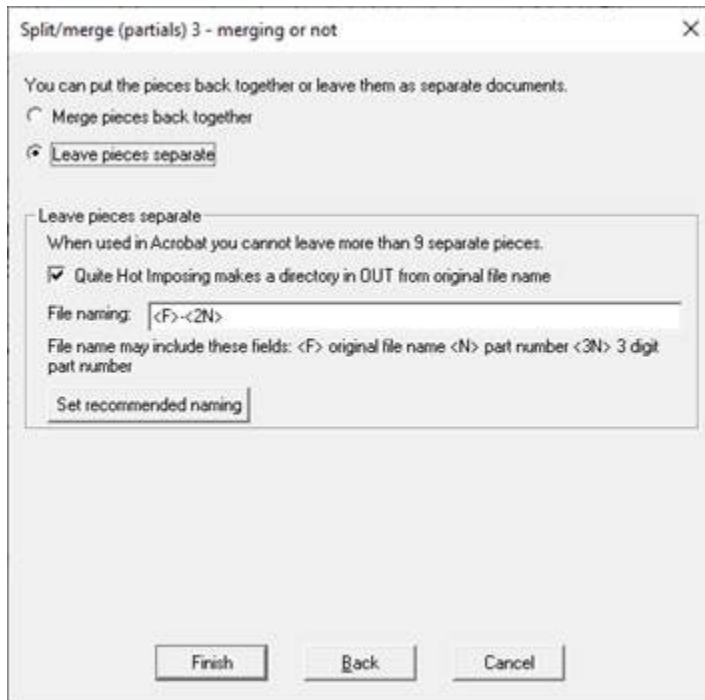 Split/merge (partials) 3 - merging or not
You can put the pieces back together or leave them as separate documents.
Merge pieces back together
Leave pieces separate
Leave pieces separate
When used in Acrobat you cannot leave more than 9 separate pieces.
Quite Hot Imposing makes a directory in OUT from original file name
File naming: <F>-<2N>
File name may include these fields: <F> original file name <N> part number <3N> 3 digit
part number
Set recommended naming
Finish Back Cancel